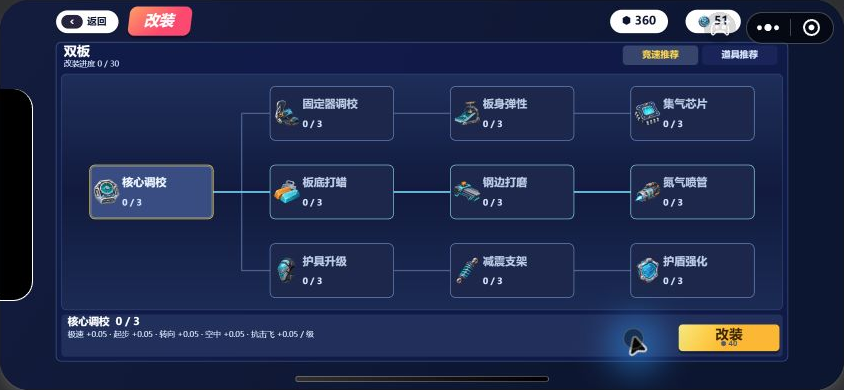 返回
改装
360
51
双板
改装进度 0 / 30
竞速推荐
道具推荐
固定器调校
0 / 3
板身弹性
0 / 3
集气芯片
0 / 3
核心调校
0 / 3
板底打蜡
0 / 3
钢边打磨
0 / 3
氮气喷管
0 / 3
护具升级
0 / 3
减震支架
0 / 3
护盾强化
0 / 3
核心调校 0 / 3
极速 +0.05 · 起步 +0.05 · 转向 +0.05 · 空中 +0.05 · 抗击飞 +0.05 / 级
改装
40